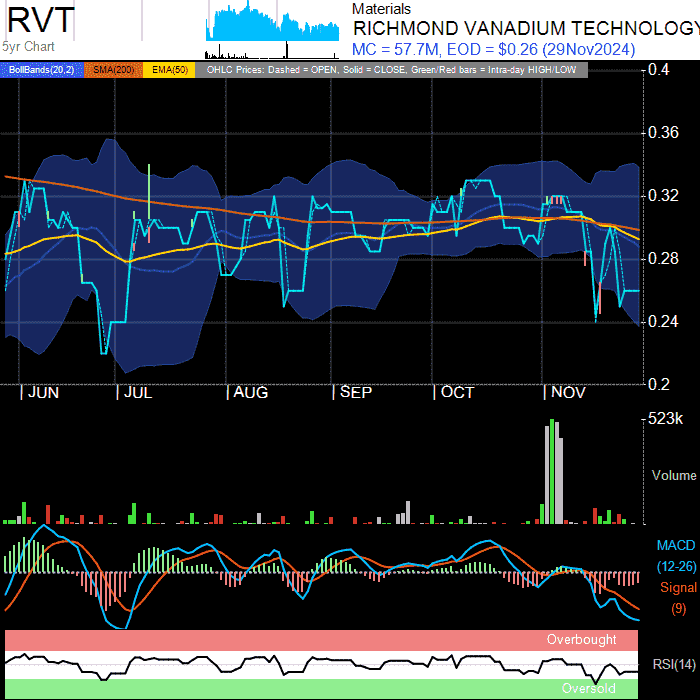 RVT
5yr Chart
Materials
RICHMOND VANADIUM TECHNOLOGY
MC = 57.7M, EOD = $0.26 (29Nov2024)
BollBands(20,2) SMA(200) EMA(50) OHLC Prices: Dashed = OPEN, Solid = CLOSE, Green/Red bars = Intra-day HIGH/LOW
0.4
0.36
0.32
0.28
0.24
0.2
JUN JUL AUG SEP OCT NOV
523k
Volume
MACD
(12-26)
Signal
(9)
Overbought
RSI(14)
Oversold